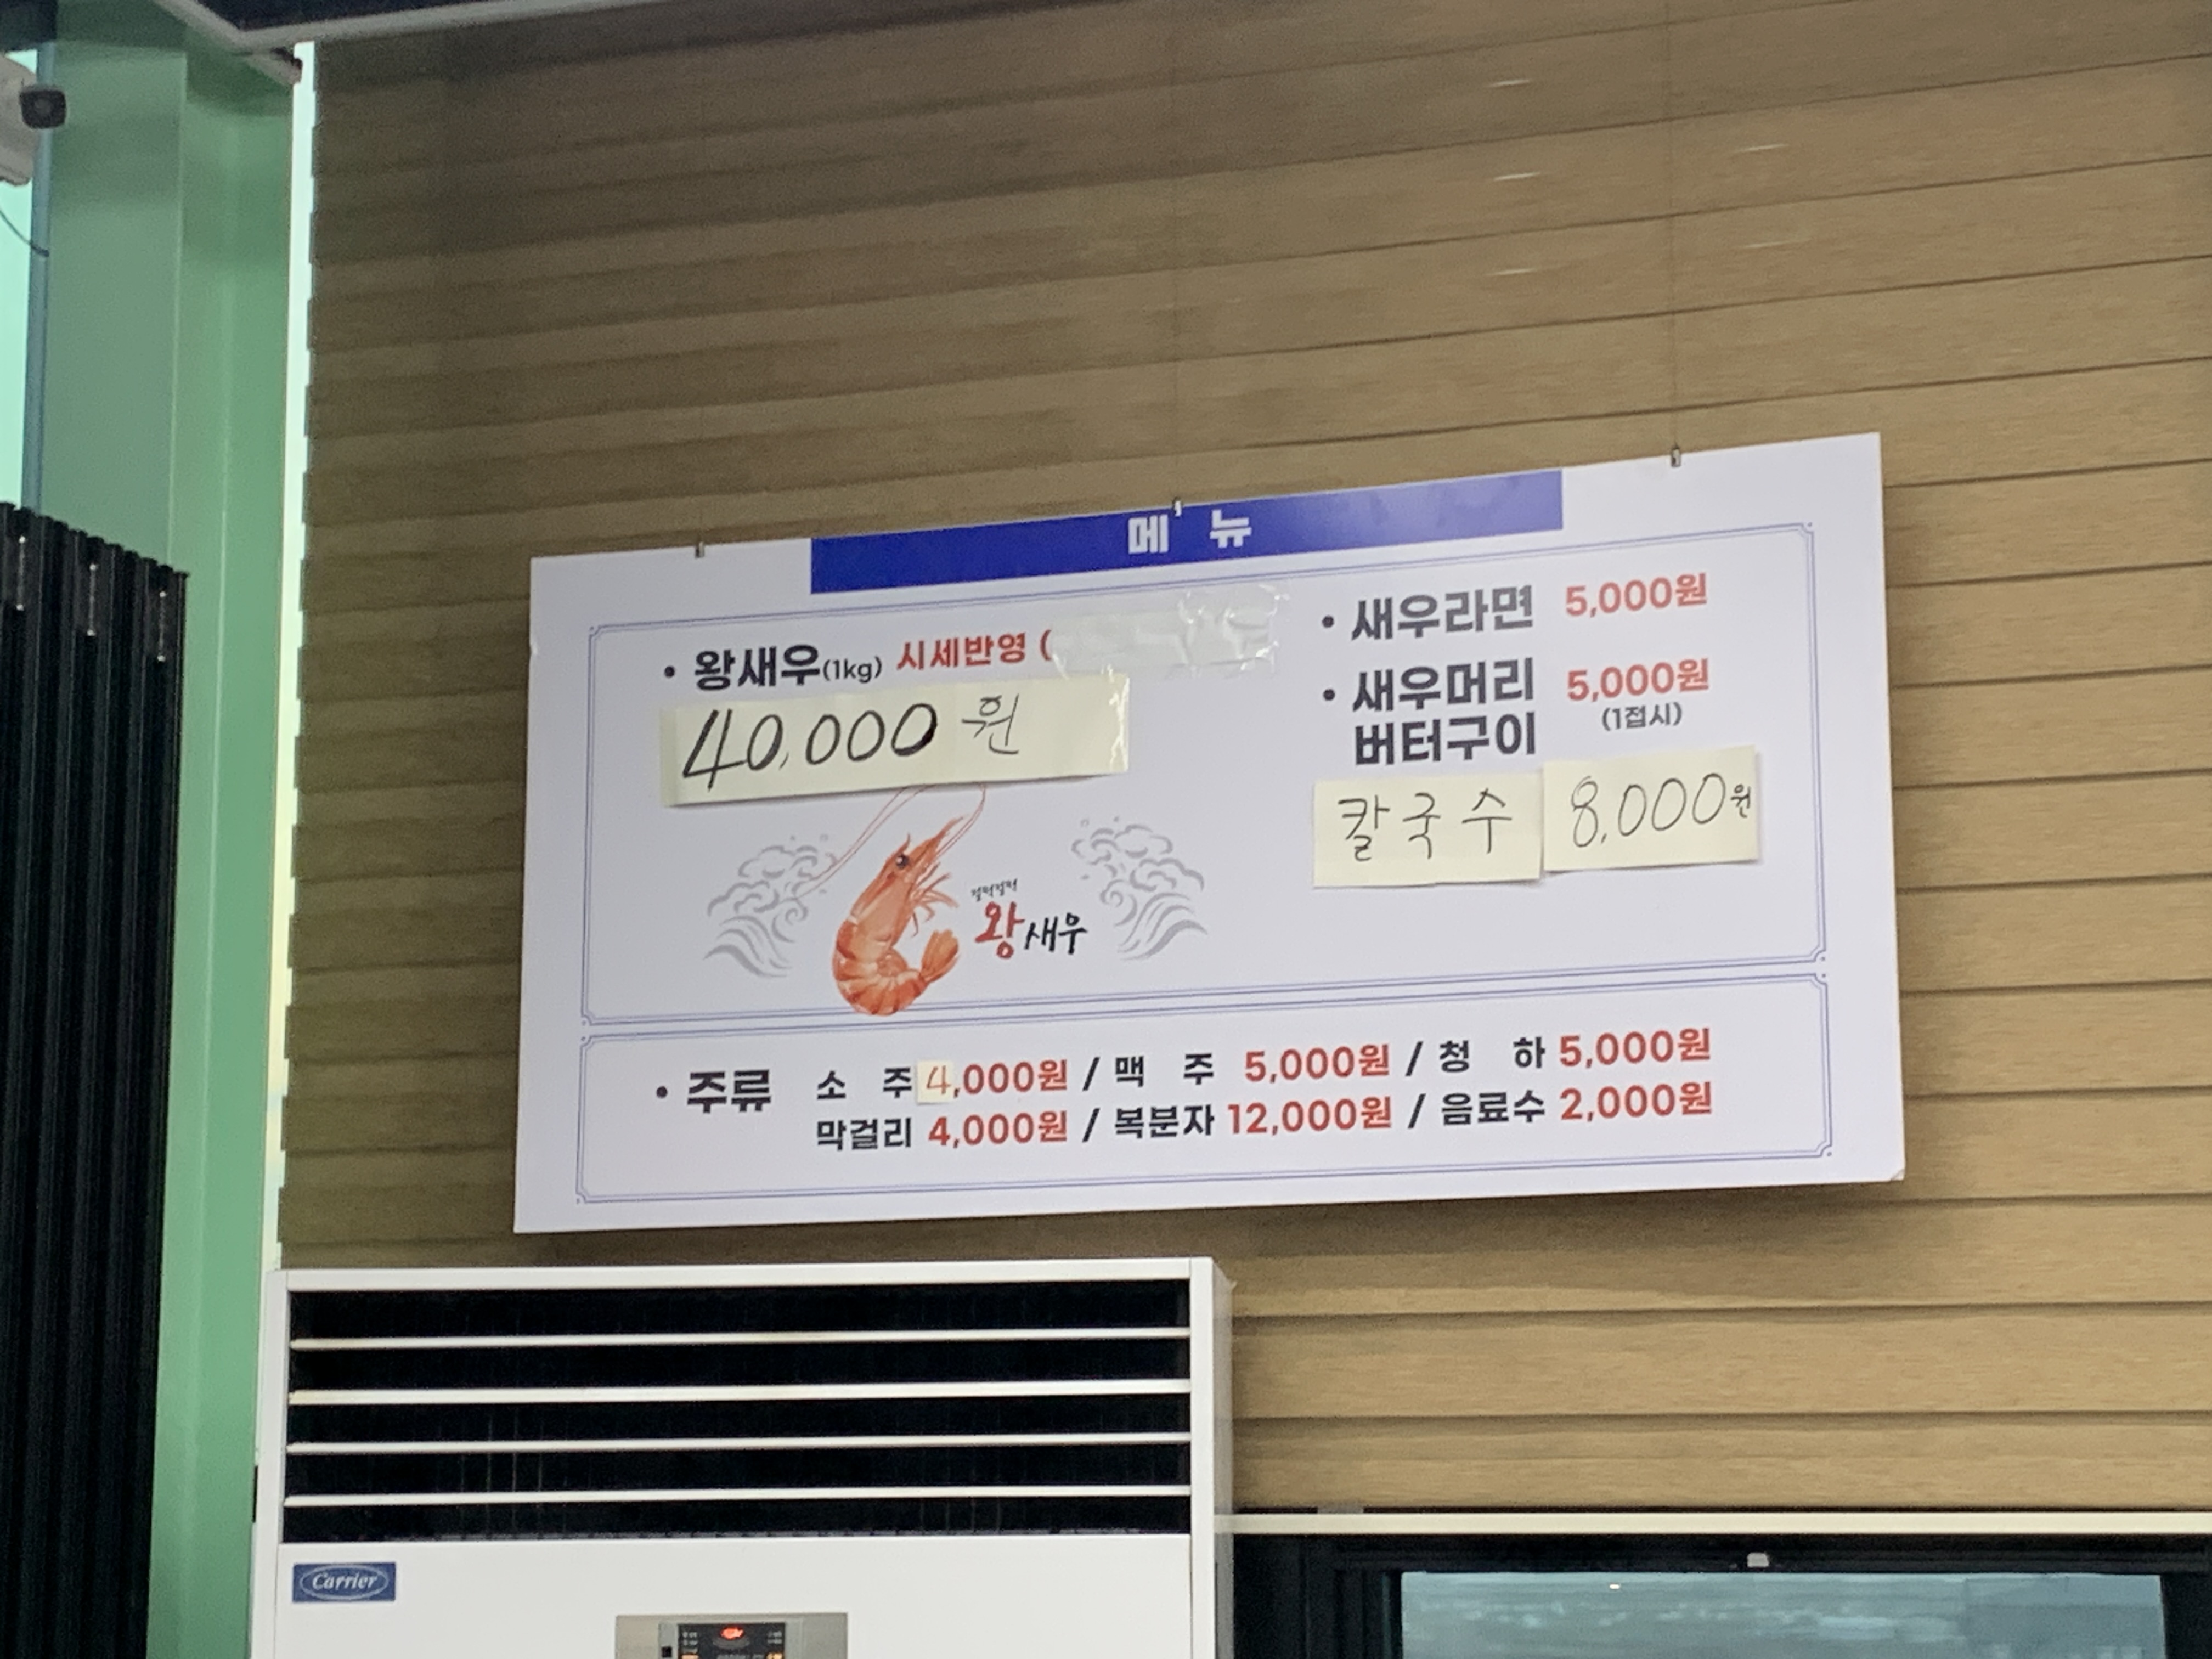 메 뉴
• 왕새우(1kg) 시세반영 (
40,000원
왕새우
• 새우라면 5,000원
• 새우머리 5,000원
버터구이 (1접시)
칼국수 8,000원
• 주류 소 주 4,000원 / 맥 주 5,000원 / 청 하 5,000원
막걸리 4,000원 / 복분자 12,000원 / 음료수 2,000원
Carrier